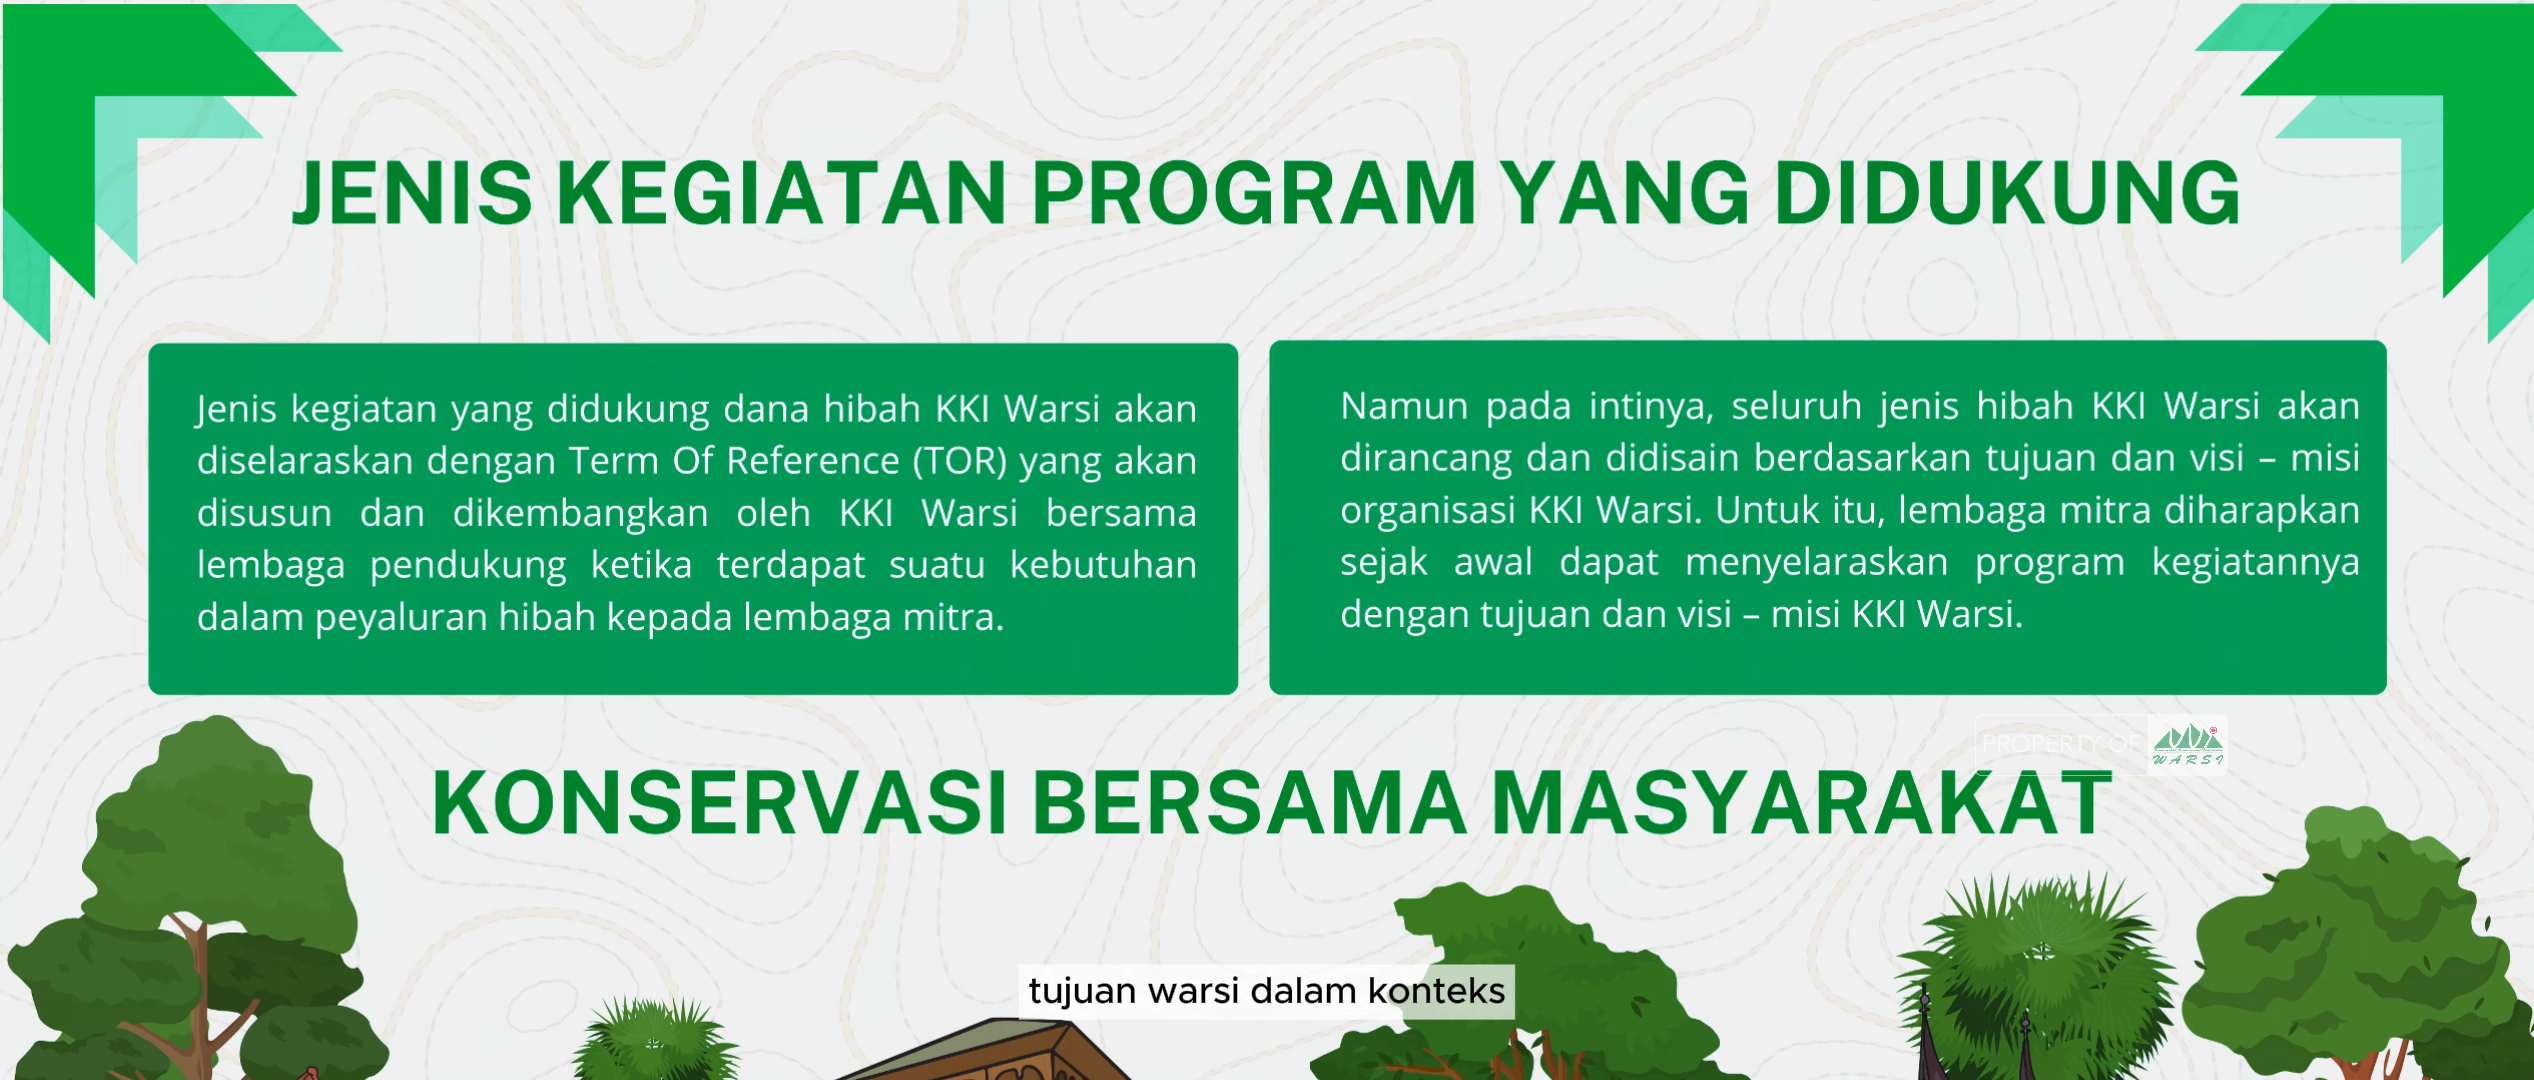 JENIS KEGIATAN PROGRAM YANG DIDUKUNG
Jenis kegiatan yang didukung dana hibah KKI Warsi akan
diselaraskan dengan Term Of Reference (TOR) yang akan
disusun dan dikembangkan oleh KKI Warsi bersama
lembaga pendukung ketika terdapat suatu kebutuhan
dalam peyaluran hibah kepada lembaga mitra.
Namun pada intinya, seluruh jenis hibah KKI Warsi akan
dirancang dan didisain berdasarkan tujuan dan visi – misi
organisasi KKI Warsi. Untuk itu, lembaga mitra diharapkan
sejak awal dapat menyelaraskan program kegiatannya
dengan tujuan dan visi – misi KKI Warsi.
PROPERTY OF
WARSI
KONSERVASI BERSAMA MASYARAKAT
tujuan warsi dalam konteks